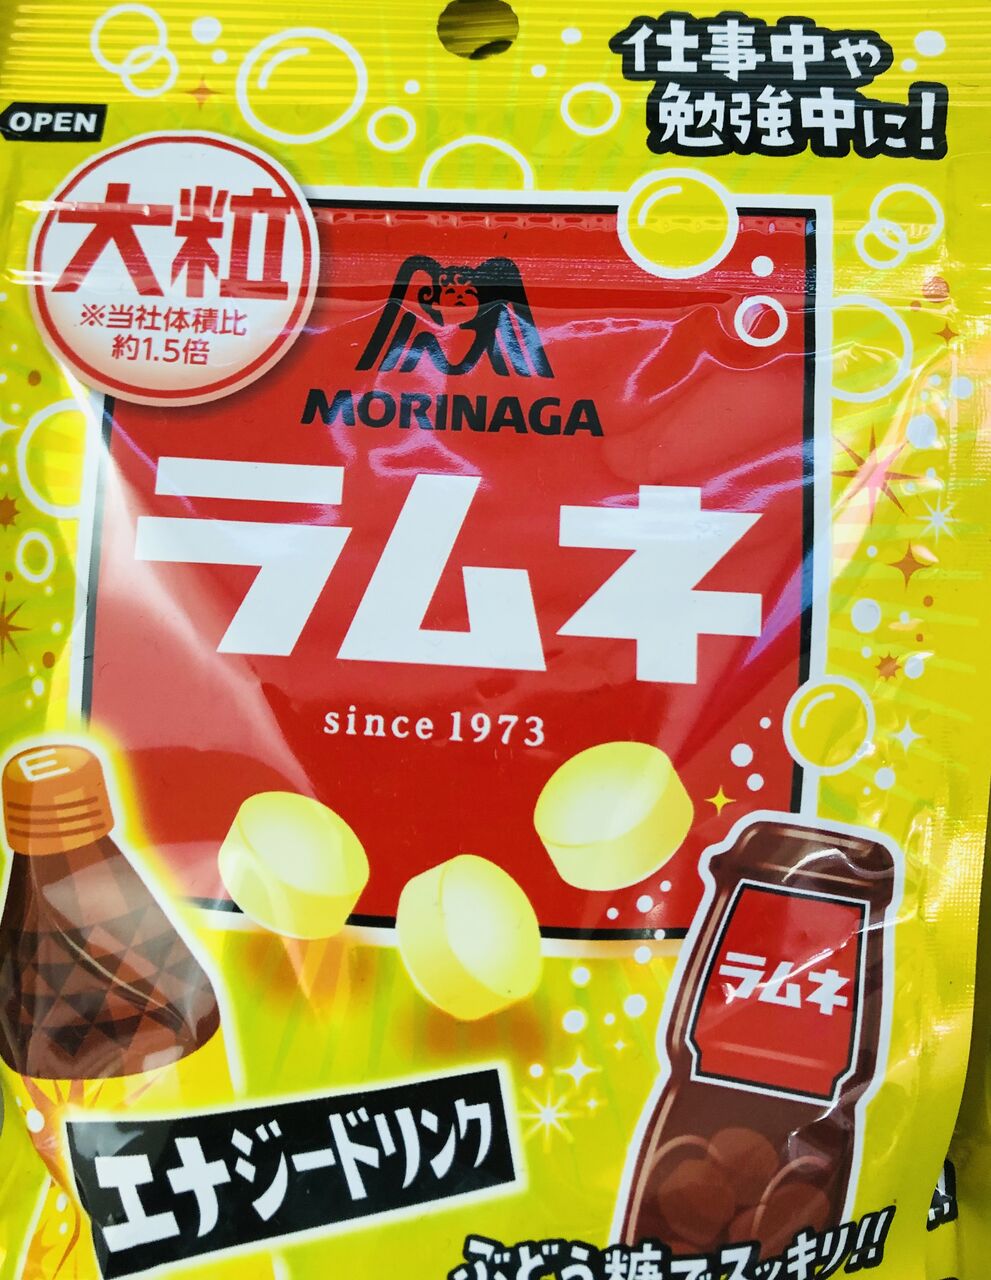 仕事中や
勉強中に!
OPEN
大粒
※当社体積比
約1.5倍
MORINAGA
ラムネ
since 1973
E
ラムネ
エナジードリンク
ぶどう糖でスッキリ!!